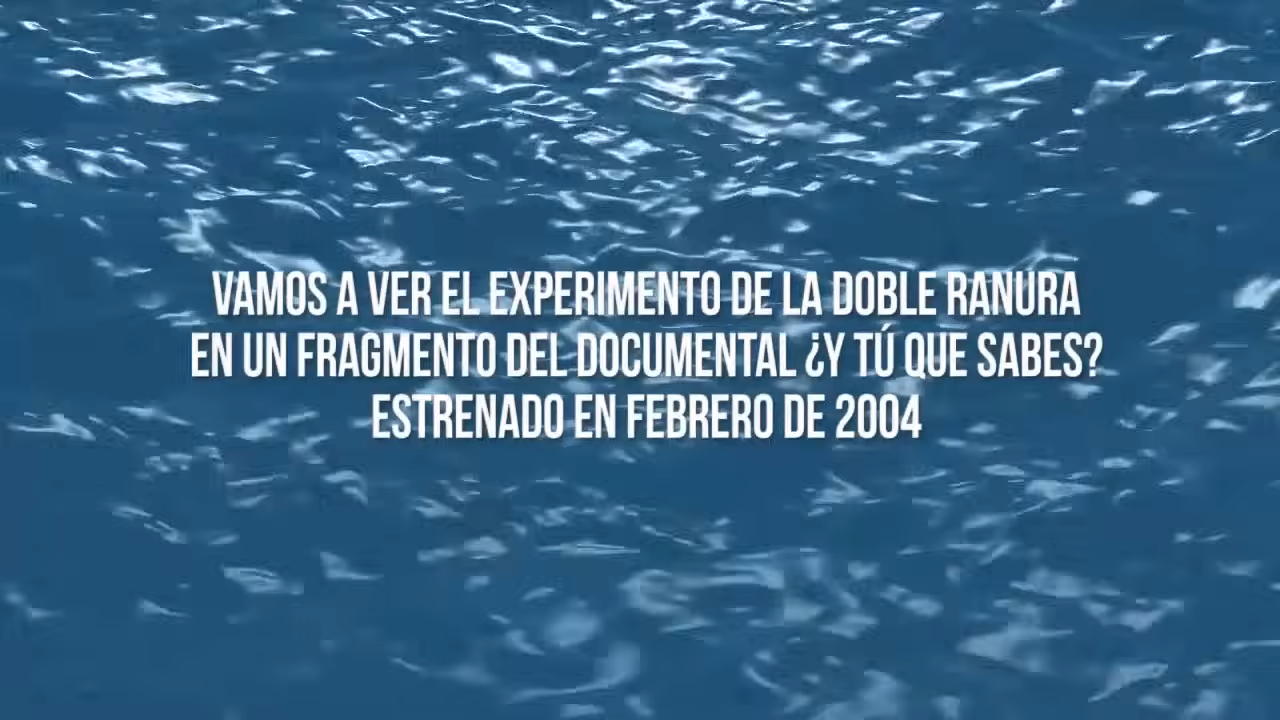 VAMOS A VER EL EXPERIMENTO DE LA DOBLE RANURA
EN UN FRAGMENTO DEL DOCUMENTAL ¿Y TÚ QUE SABES?
ESTRENADO EN FEBRERO DE 2004